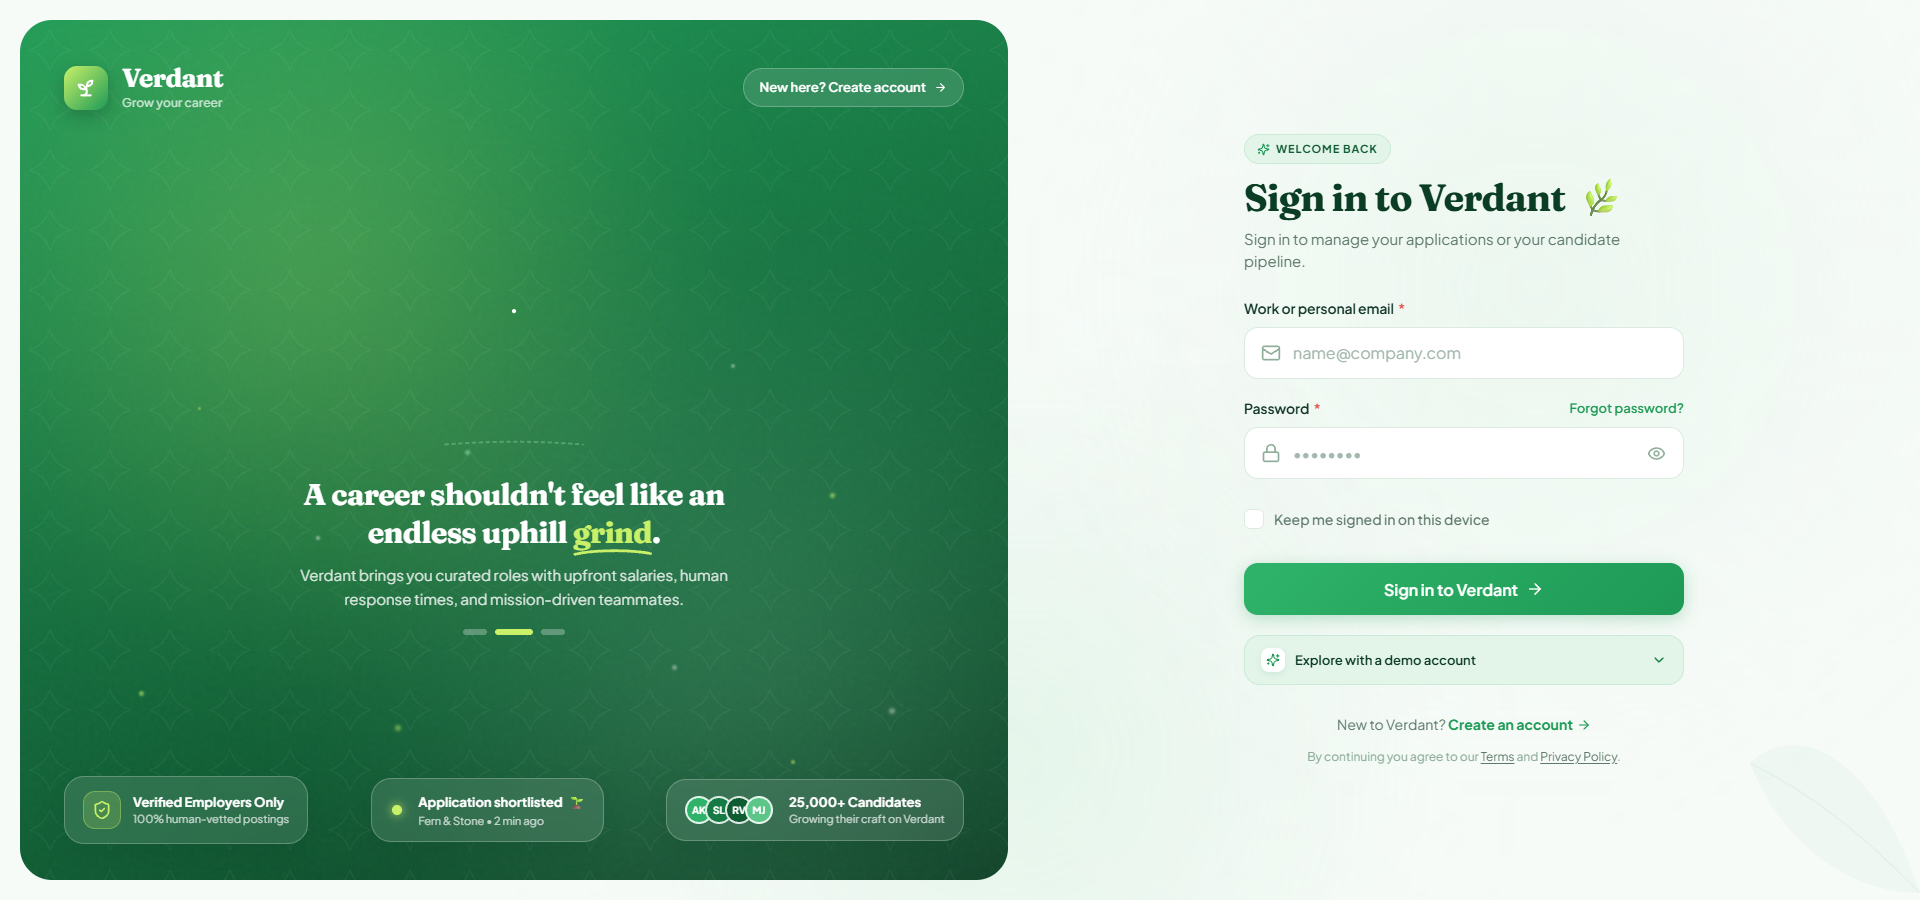 Verdant
Grow your career
New here? Create account →
A career shouldn't feel like an
endless uphill grind.
Verdant brings you curated roles with upfront salaries, human
response times, and mission-driven teammates.
Verified Employers Only
100% human-vetted postings
Application shortlisted 🌱
Fern & Stone • 2 min ago
AK SL RV MJ
25,000+ Candidates
Growing their craft on Verdant
WELCOME BACK
Sign in to Verdant 🌿
Sign in to manage your applications or your candidate
pipeline.
Work or personal email *
name@company.com
Password *
Forgot password?
••••••••
Keep me signed in on this device
Sign in to Verdant →
Explore with a demo account
New to Verdant? Create an account →
By continuing you agree to our Terms and Privacy Policy.